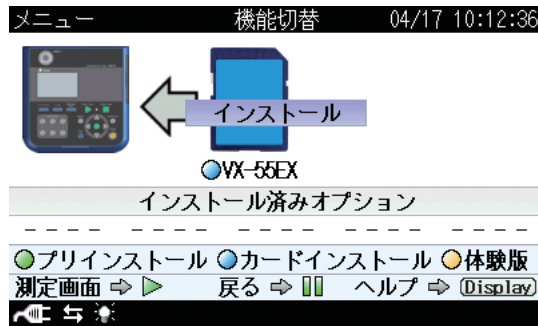 メニュー 機能切替 04/17 10:12:36
インストール
VX-55EX
インストール済みオプション
---- ---- ---- ---- ----
プリインストール カードインストール 体験版
測定画面 ⇨ ▷ 戻る ⇨ ▯▯ ヘルプ ⇨ Display